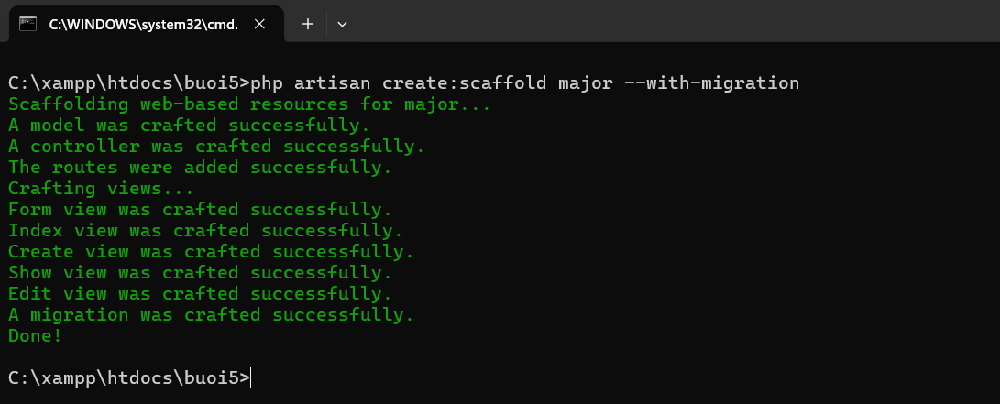 C:\WINDOWS\system32\cmd.
C:\xampp\htdocs\buoi5>php artisan create:scaffold major --with-migration
Scaffolding web-based resources for major...
A model was crafted successfully.
A controller was crafted successfully.
The routes were added successfully.
Crafting views...
Form view was crafted successfully.
Index view was crafted successfully.
Create view was crafted successfully.
Show view was crafted successfully.
Edit view was crafted successfully.
A migration was crafted successfully.
Done!
C:\xampp\htdocs\buoi5>